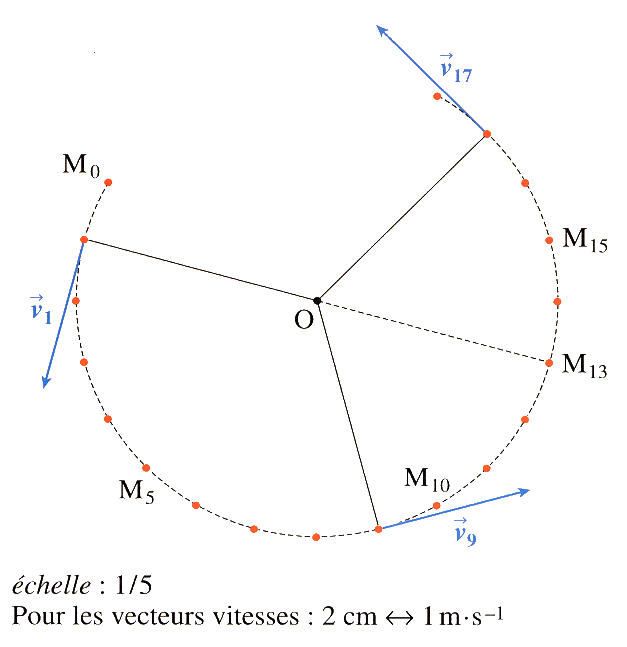 v⃗₁₇
M₀
M₁₅
v⃗₁
O
M₁₃
M₅
M₁₀
v⃗₉
échelle : 1/5
Pour les vecteurs vitesses : 2 cm ↔ 1 m·s⁻¹